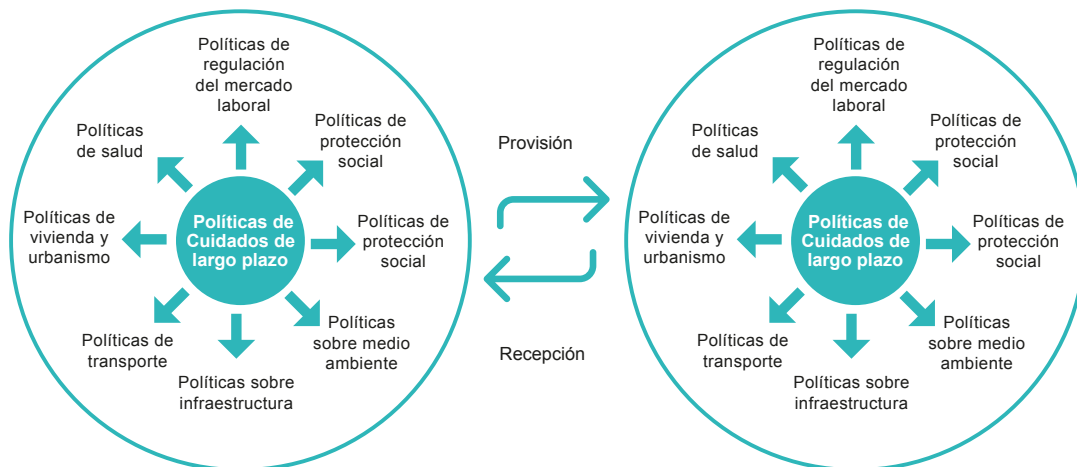 Políticas de
regulación
del mercado
laboral
Políticas de
protección
social
Políticas
de salud
Políticas de
vivienda y
urbanismo
Políticas de
Cuidados de
largo plazo
Políticas de
protección
social
Políticas de
transporte
Políticas sobre
infraestructura
Políticas
sobre medio
ambiente
Provisión
Recepción
Políticas de
regulación
del mercado
laboral
Políticas de
protección
social
Políticas
de salud
Políticas de
vivienda y
urbanismo
Políticas de
Cuidados de
largo plazo
Políticas de
protección
social
Políticas de
transporte
Políticas sobre
infraestructura
Políticas
sobre medio
ambiente